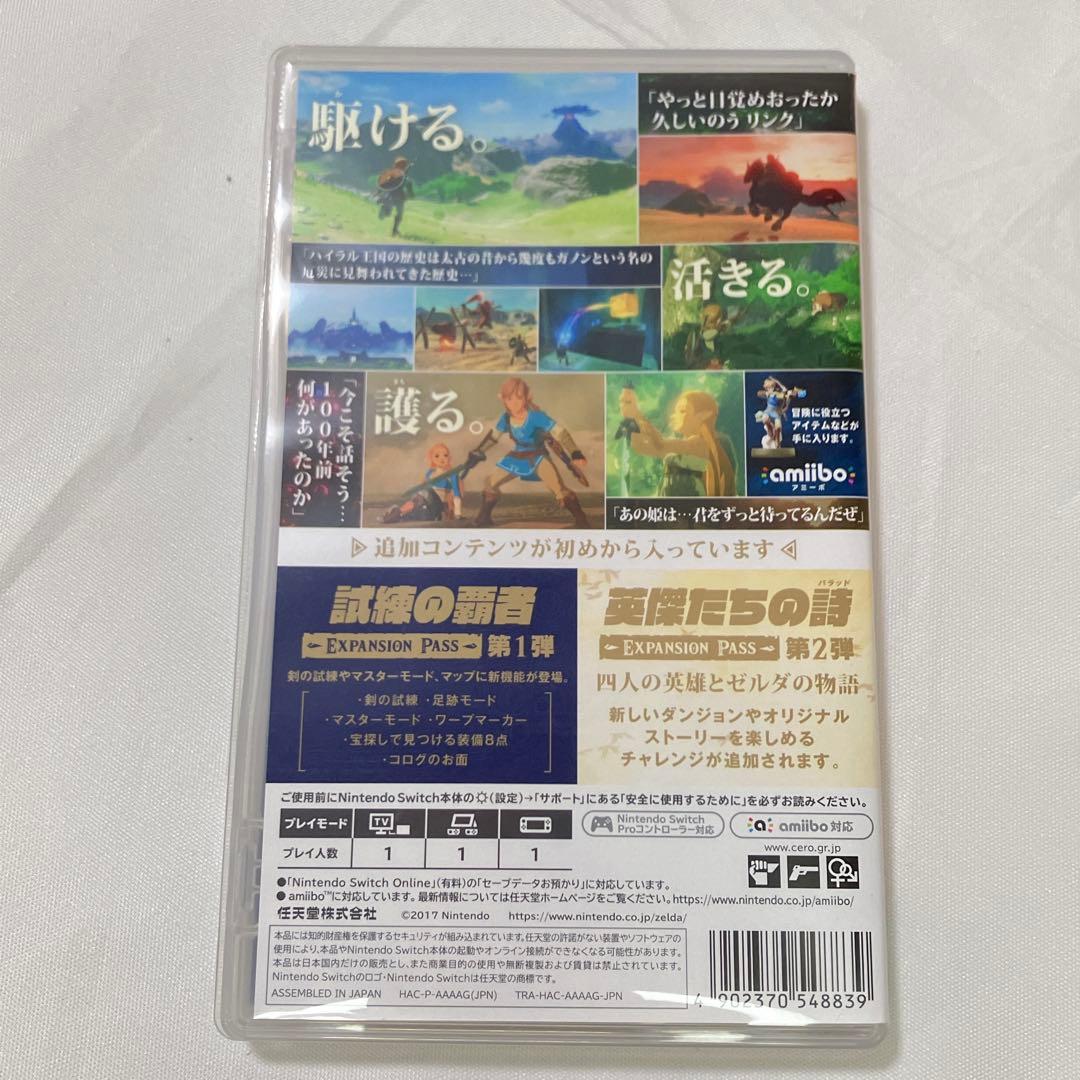 か
駆ける。
「やっと目覚めおったか
久しいのう リンク」
「ハイラル王国の歴史は太古の昔から幾度もガノンという名の
厄災に見舞われてきた歴史…」
活きる。
「今こそ話そう…
100年前
何があったのか」
まも
護る。
冒険に役立つ
アイテムなどが
手に入ります。
amiibo
アミーボ
「あの姫は…君をずっと待ってるんだぜ」
追加コンテンツが初めから入っています
試練の覇者
EXPANSION PASS 第1弾
剣の試練やマスターモード、マップに新機能が登場。
・剣の試練 ・足跡モード
・マスターモード ・ワープマーカー
・宝探しで見つける装備8点
・コログのお面
バラッド
英傑たちの詩
EXPANSION PASS 第2弾
四人の英雄とゼルダの物語
新しいダンジョンやオリジナル
ストーリーを楽しめる
チャレンジが追加されます。
ご使用前にNintendo Switch本体の(設定)→「サポート」にある「安全に使用するために」を必ずお読みください。
プレイモード TV
プレイ人数 1 1 1
Nintendo Switch
Proコントローラー対応
amiibo 対応
www.cero.gr.jp
●「Nintendo Switch Online」(有料)の「セーブデータお預かり」に対応しています。
● amiibo™に対応しています。最新情報については任天堂ホームページをご覧ください。https://www.nintendo.co.jp/amiibo/
任天堂株式会社 ©2017 Nintendo https://www.nintendo.co.jp/zelda/
本品には知的財産権を保護するセキュリティが組み込まれています。任天堂の許諾がない装置やソフトウェアの
使用により、本品やNintendo Switch本体の起動やオンライン接続ができなくなる可能性があります。
本品は日本国内だけの販売とし、また商業目的の使用や無断複製および賃貸は禁止されています。
Nintendo Switchのロゴ・Nintendo Switchは任天堂の商標です。
ASSEMBLED IN JAPAN HAC-P-AAAAG(JPN) TRA-HAC-AAAAG-JPN
4 902370 548839